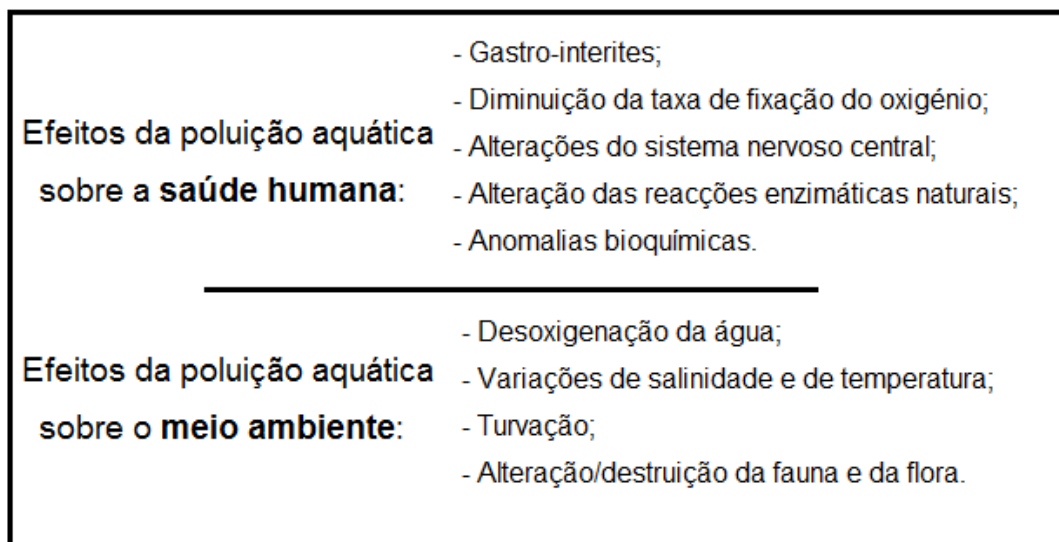 Efeitos da poluição aquática
sobre a saúde humana:
- Gastro-interites;
- Diminuição da taxa de fixação do oxigénio;
- Alterações do sistema nervoso central;
- Alteração das reacções enzimáticas naturais;
- Anomalias bioquímicas.
Efeitos da poluição aquática
sobre o meio ambiente:
- Desoxigenação da água;
- Variações de salinidade e de temperatura;
- Turvação;
- Alteração/destruição da fauna e da flora.